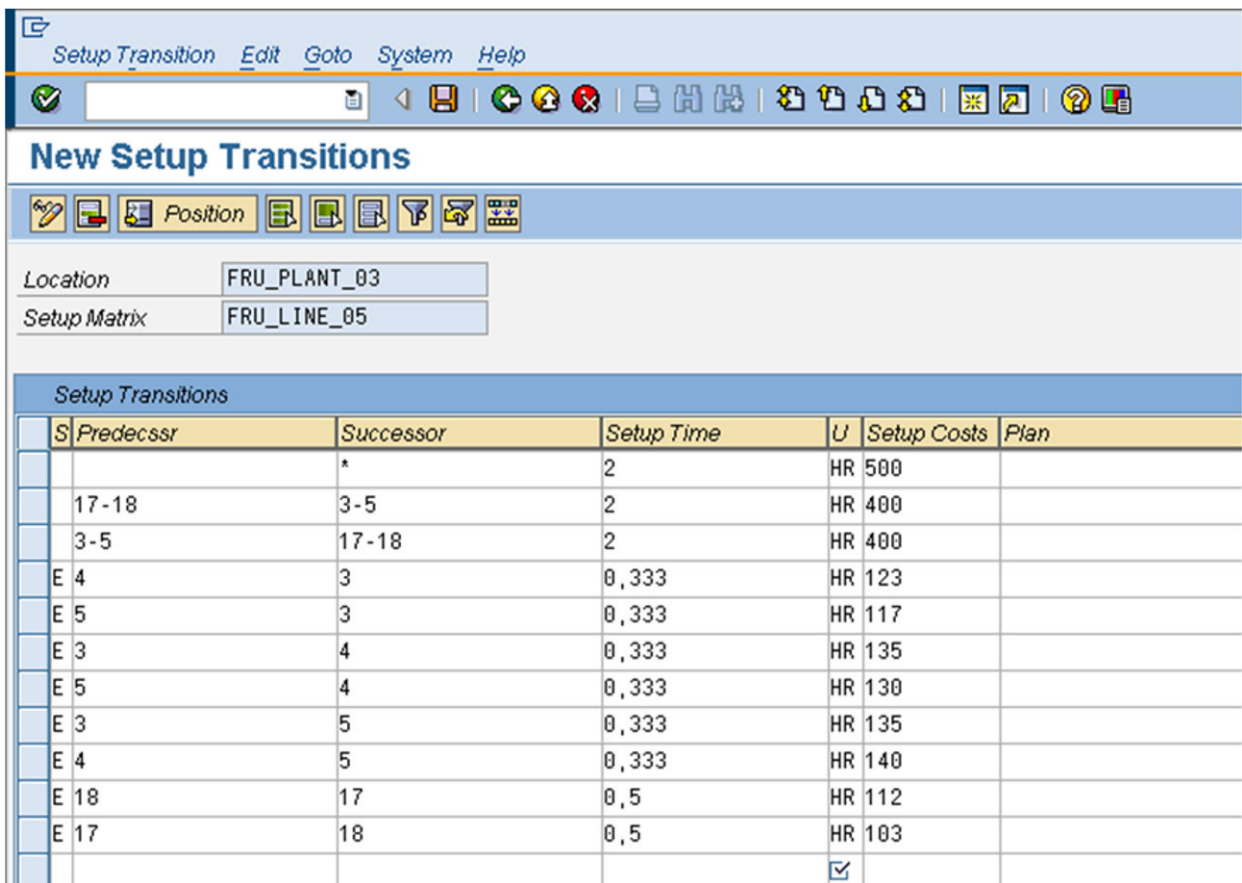 Setup Transition Edit Goto System Help
New Setup Transitions
Position
Location FRU_PLANT_03
Setup Matrix FRU_LINE_05
Setup Transitions
S Predecssr Successor Setup Time U Setup Costs Plan
* 2 HR 500
17-18 3-5 2 HR 400
3-5 17-18 2 HR 400
E 4 3 0,333 HR 123
E 5 3 0,333 HR 117
E 3 4 0,333 HR 135
E 5 4 0,333 HR 130
E 3 5 0,333 HR 135
E 4 5 0,333 HR 140
E 18 17 0,5 HR 112
E 17 18 0,5 HR 103